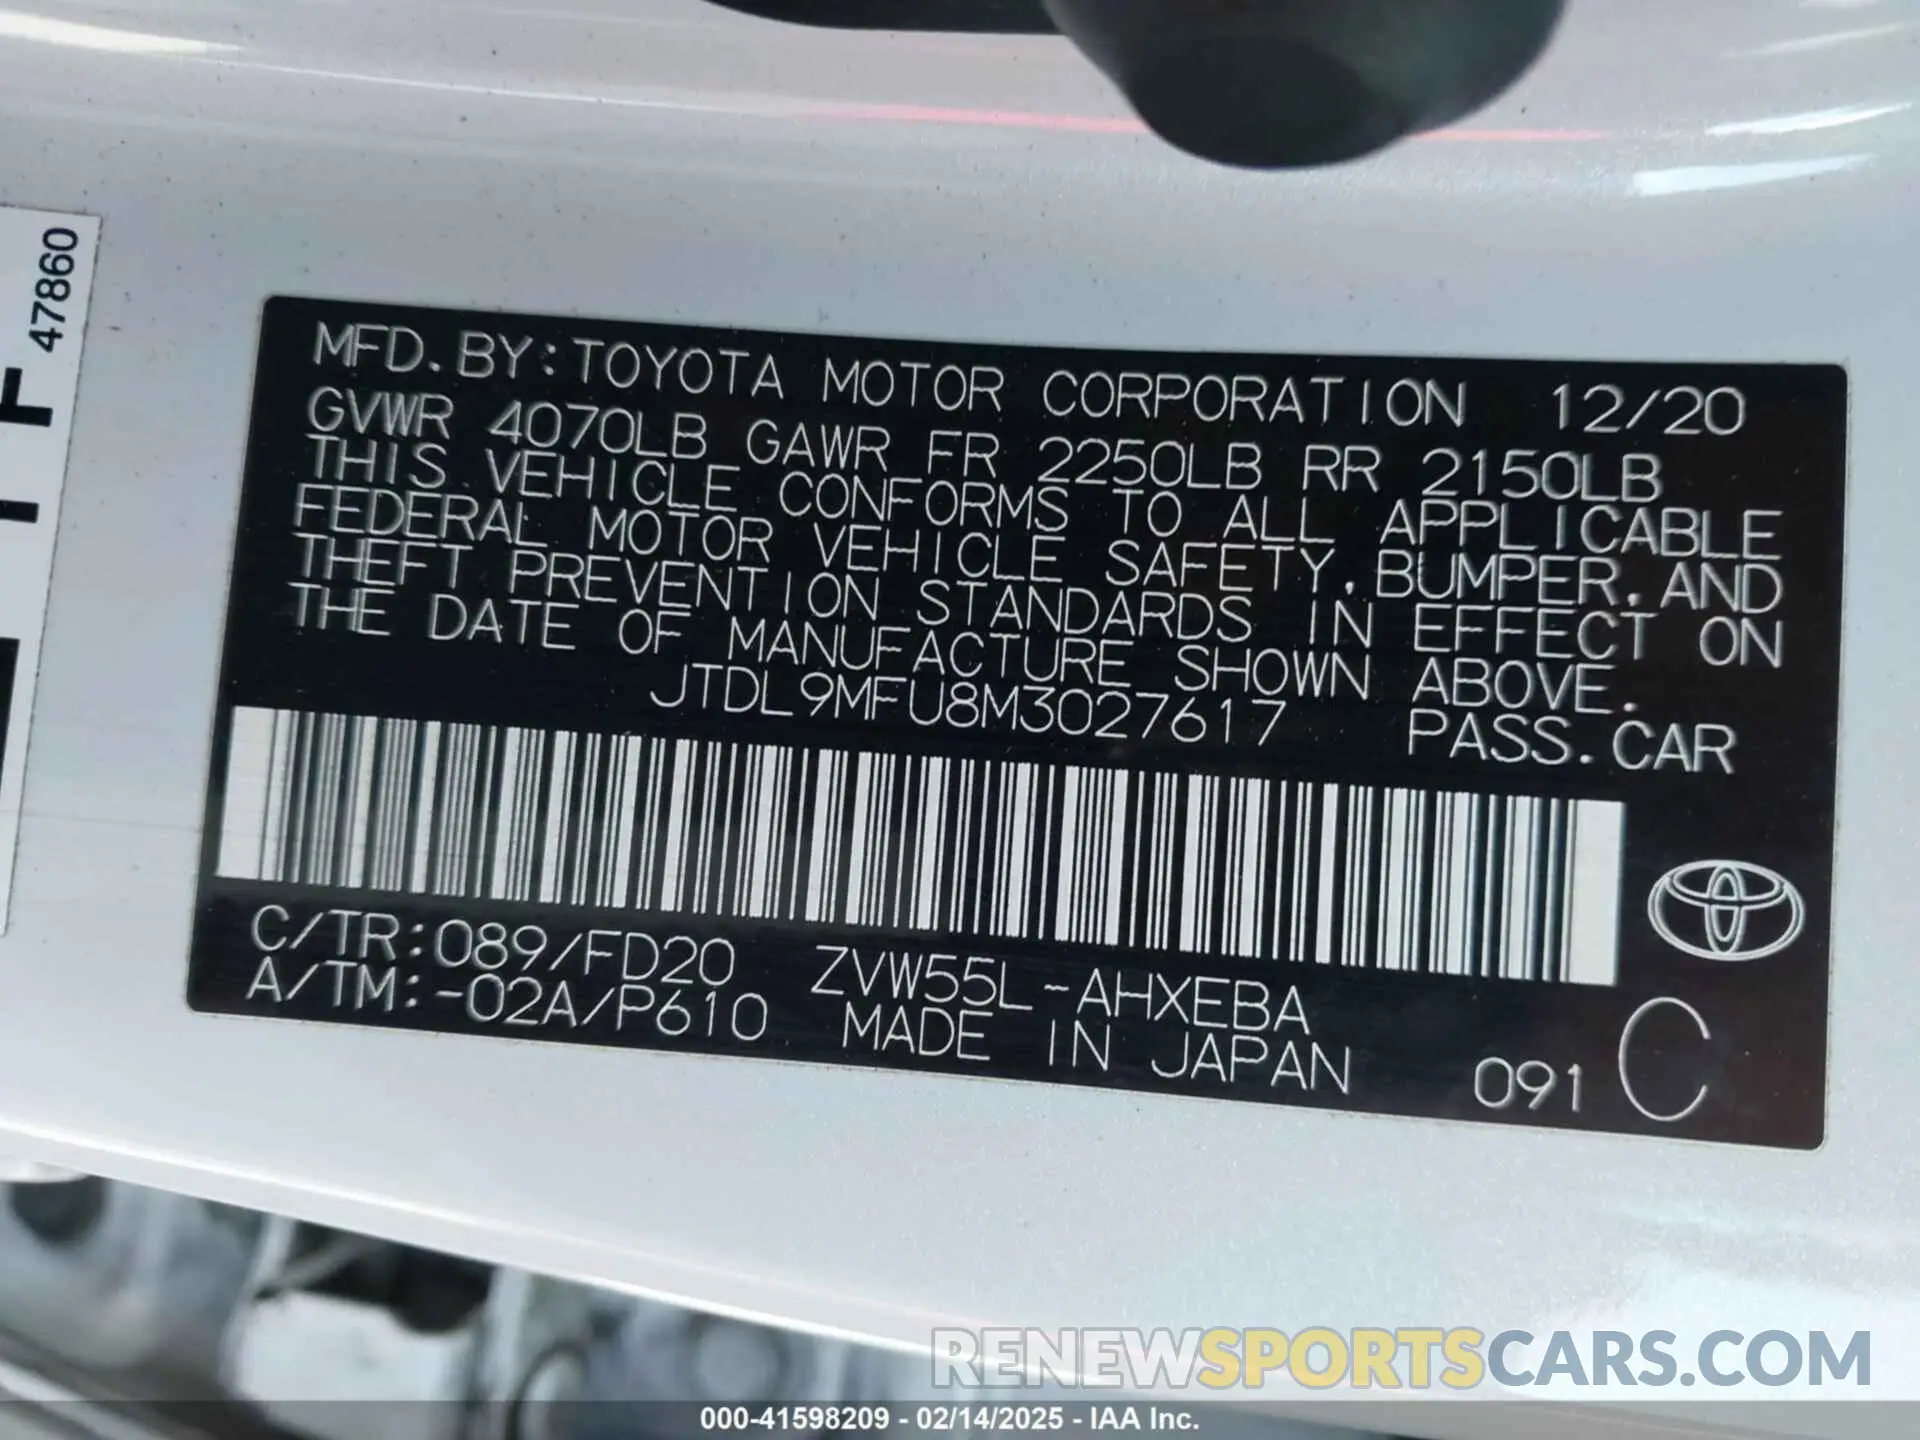 47860
F
MFD. BY: TOYOTA MOTOR CORPORATION 12/20
GVWR 4070LB GAWR FR 2250LB RR 2150LB
THIS VEHICLE CONFORMS TO ALL APPLICABLE
FEDERAL MOTOR VEHICLE SAFETY, BUMPER, AND
THEFT PREVENTION STANDARDS IN EFFECT ON
THE DATE OF MANUFACTURE SHOWN ABOVE.
JTDL9MFU8M3027617 PASS. CAR
C/TR: 089/FD20 ZVW55L-AHXEBA
A/TM: -02A/P610 MADE IN JAPAN 091 C
RENEWSPORTSCARS.COM
000-41598209 - 02/14/2025 - IAA Inc.